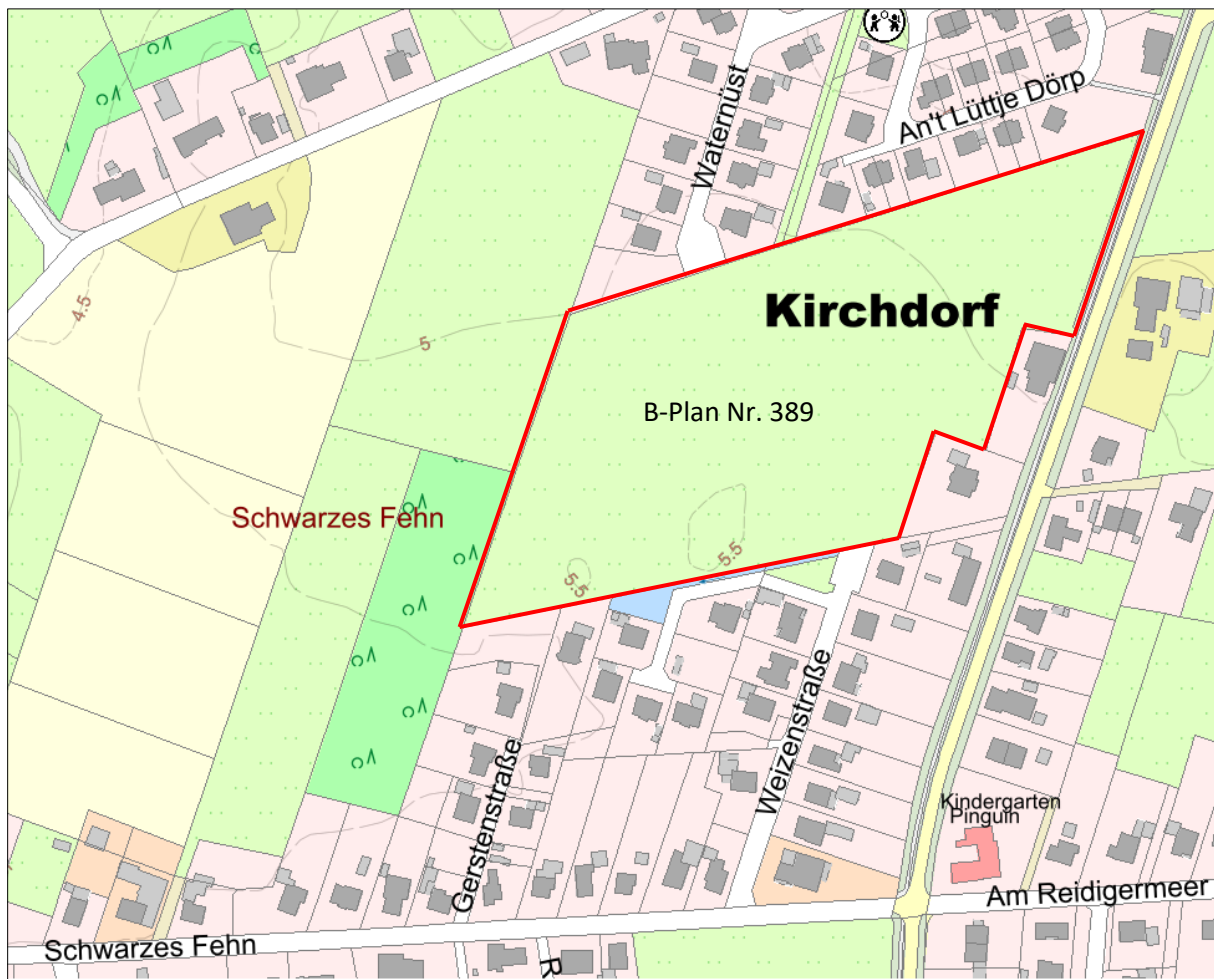 Waternüst
An't Lüttje Dörp
4.5
5
Kirchdorf
B-Plan Nr. 389
Schwarzes Fehn
5.5
5.5
Weizenstraße
Gerstenstraße
Kindergarten
Pinguin
Am Reidigermeer
Schwarzes Fehn
R